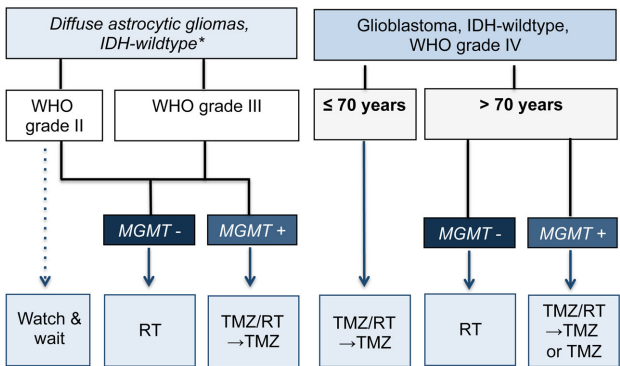 Diffuse astrocytic gliomas,
IDH-wildtype*
Glioblastoma, IDH-wildtype,
WHO grade IV
WHO
grade II
WHO grade III
≤ 70 years
> 70 years
MGMT -
MGMT +
MGMT -
MGMT +
Watch &
wait
RT
TMZ/RT
→TMZ
TMZ/RT
→TMZ
RT
TMZ/RT
→TMZ
or TMZ